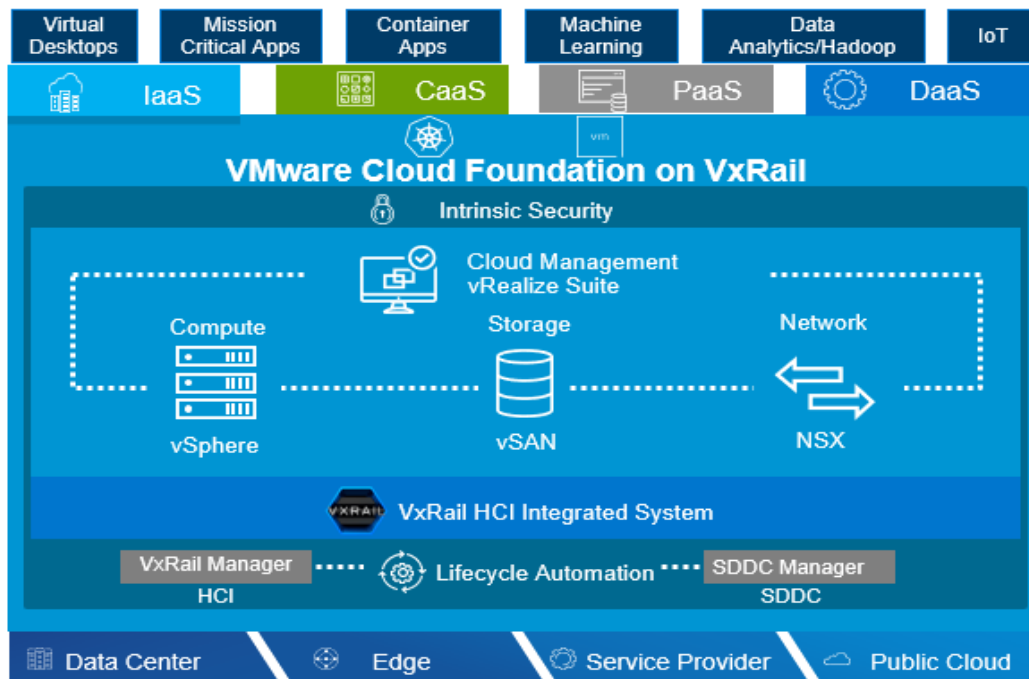 Virtual
Desktops
Mission
Critical Apps
Container
Apps
Machine
Learning
Data
Analytics/Hadoop
IoT
IaaS
CaaS
PaaS
DaaS
vm
VMware Cloud Foundation on VxRail
Intrinsic Security
Cloud Management
vRealize Suite
Compute
Storage
Network
vSphere
vSAN
NSX
VXRAIL
VxRail HCI Integrated System
VxRail Manager
Lifecycle Automation
SDDC Manager
HCI
SDDC
Data Center
Edge
Service Provider
Public Cloud